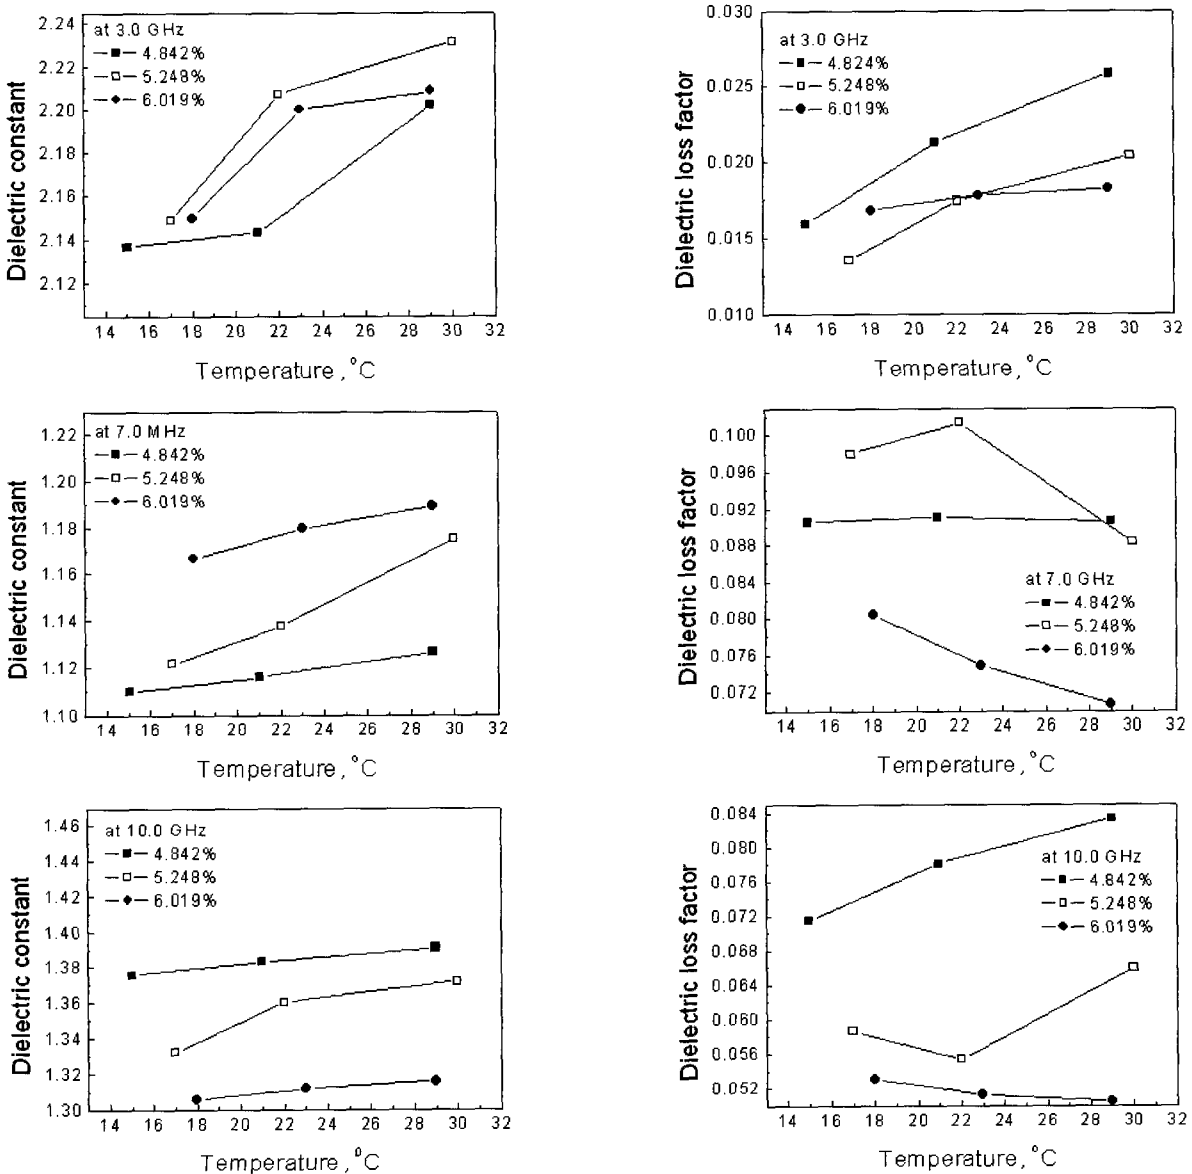 at 3.0 GHz
4.842%
5.248%
6.019%
Dielectric constant
2.24
2.22
2.20
2.18
2.16
2.14
2.12
14 16 18 20 22 24 26 28 30 32
Temperature, °C
at 3.0 GHz
4.824%
5.248%
6.019%
Dielectric loss factor
0.030
0.025
0.020
0.015
0.010
14 16 18 20 22 24 26 28 30 32
Temperature, °C
at 7.0 MHz
4.842%
5.248%
6.019%
Dielectric constant
1.22
1.20
1.18
1.16
1.14
1.12
1.10
14 16 18 20 22 24 26 28 30 32
Temperature, °C
at 7.0 GHz
4.842%
5.248%
6.019%
Dielectric loss factor
0.100
0.096
0.092
0.088
0.084
0.080
0.076
0.072
14 16 18 20 22 24 26 28 30 32
Temperature, °C
at 10.0 GHz
4.842%
5.248%
6.019%
Dielectric constant
1.46
1.44
1.42
1.40
1.38
1.36
1.34
1.32
1.30
14 16 18 20 22 24 26 28 30 32
Temperature, °C
at 10.0 GHz
4.842%
5.248%
6.019%
Dielectric loss factor
0.084
0.080
0.076
0.072
0.068
0.064
0.060
0.056
0.052
14 16 18 20 22 24 26 28 30 32
Temperature, °C